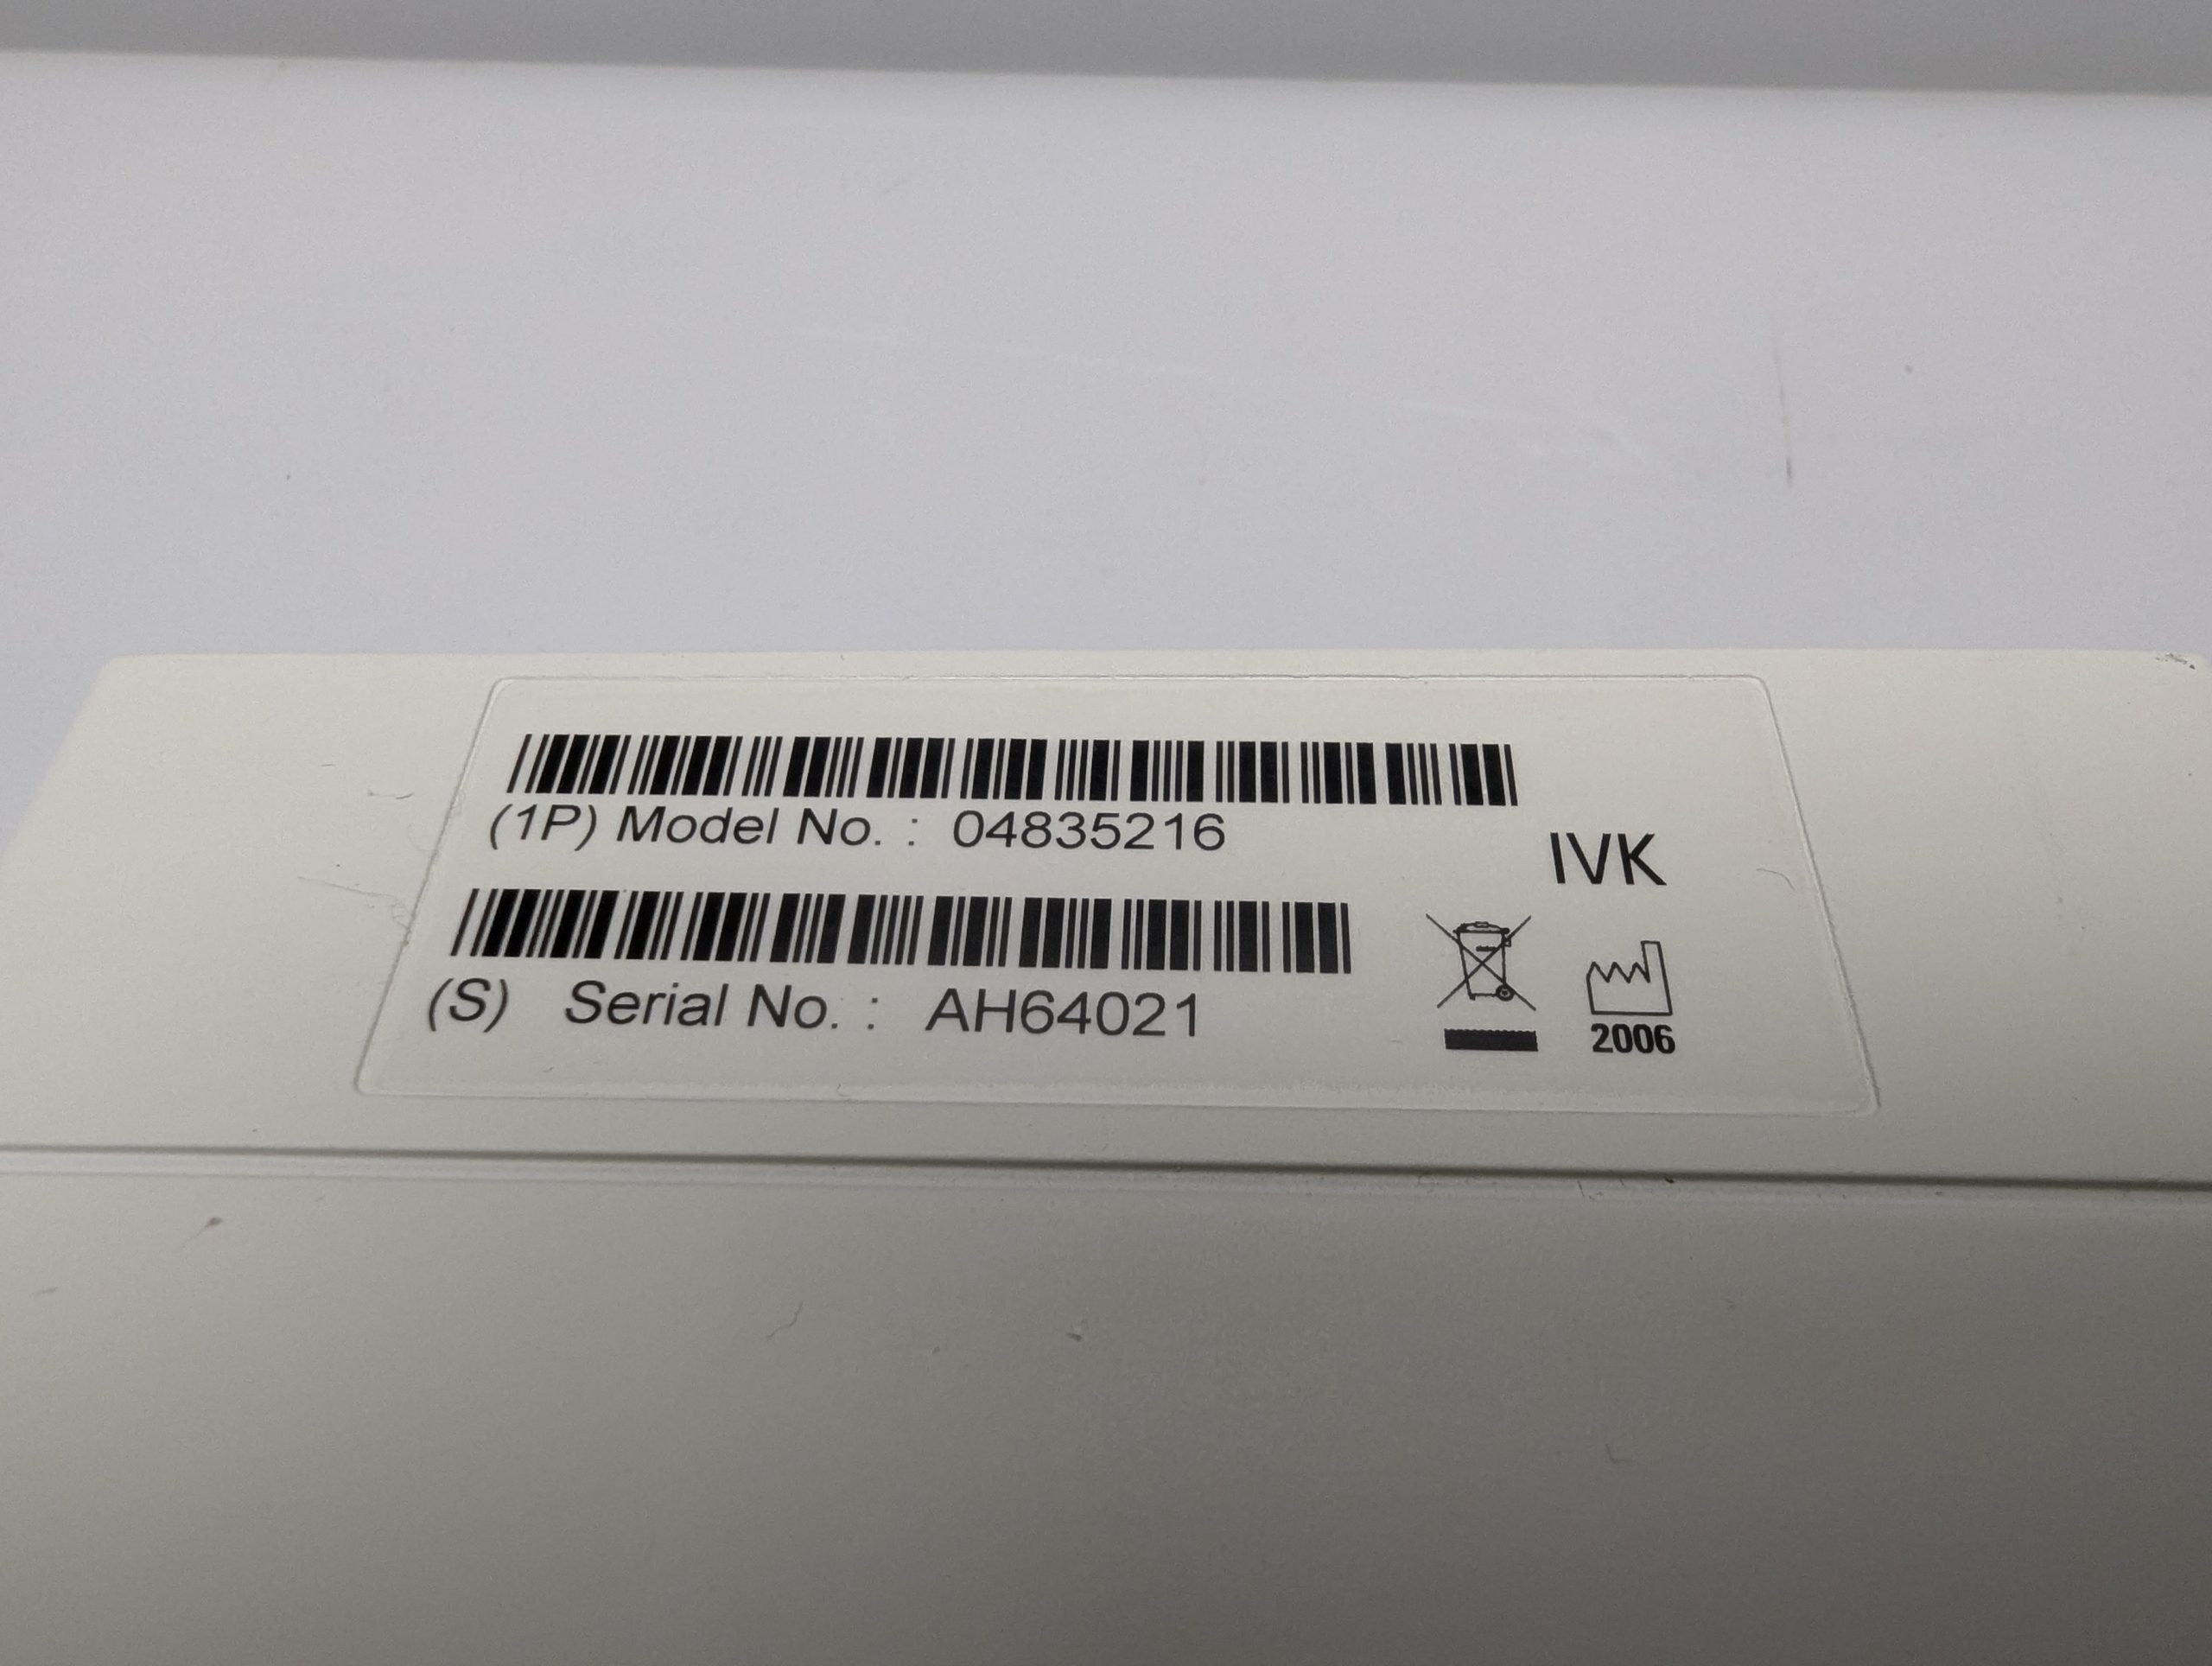 (1P) Model No. : 04835216
IVK
(S) Serial No. : AH64021
2006